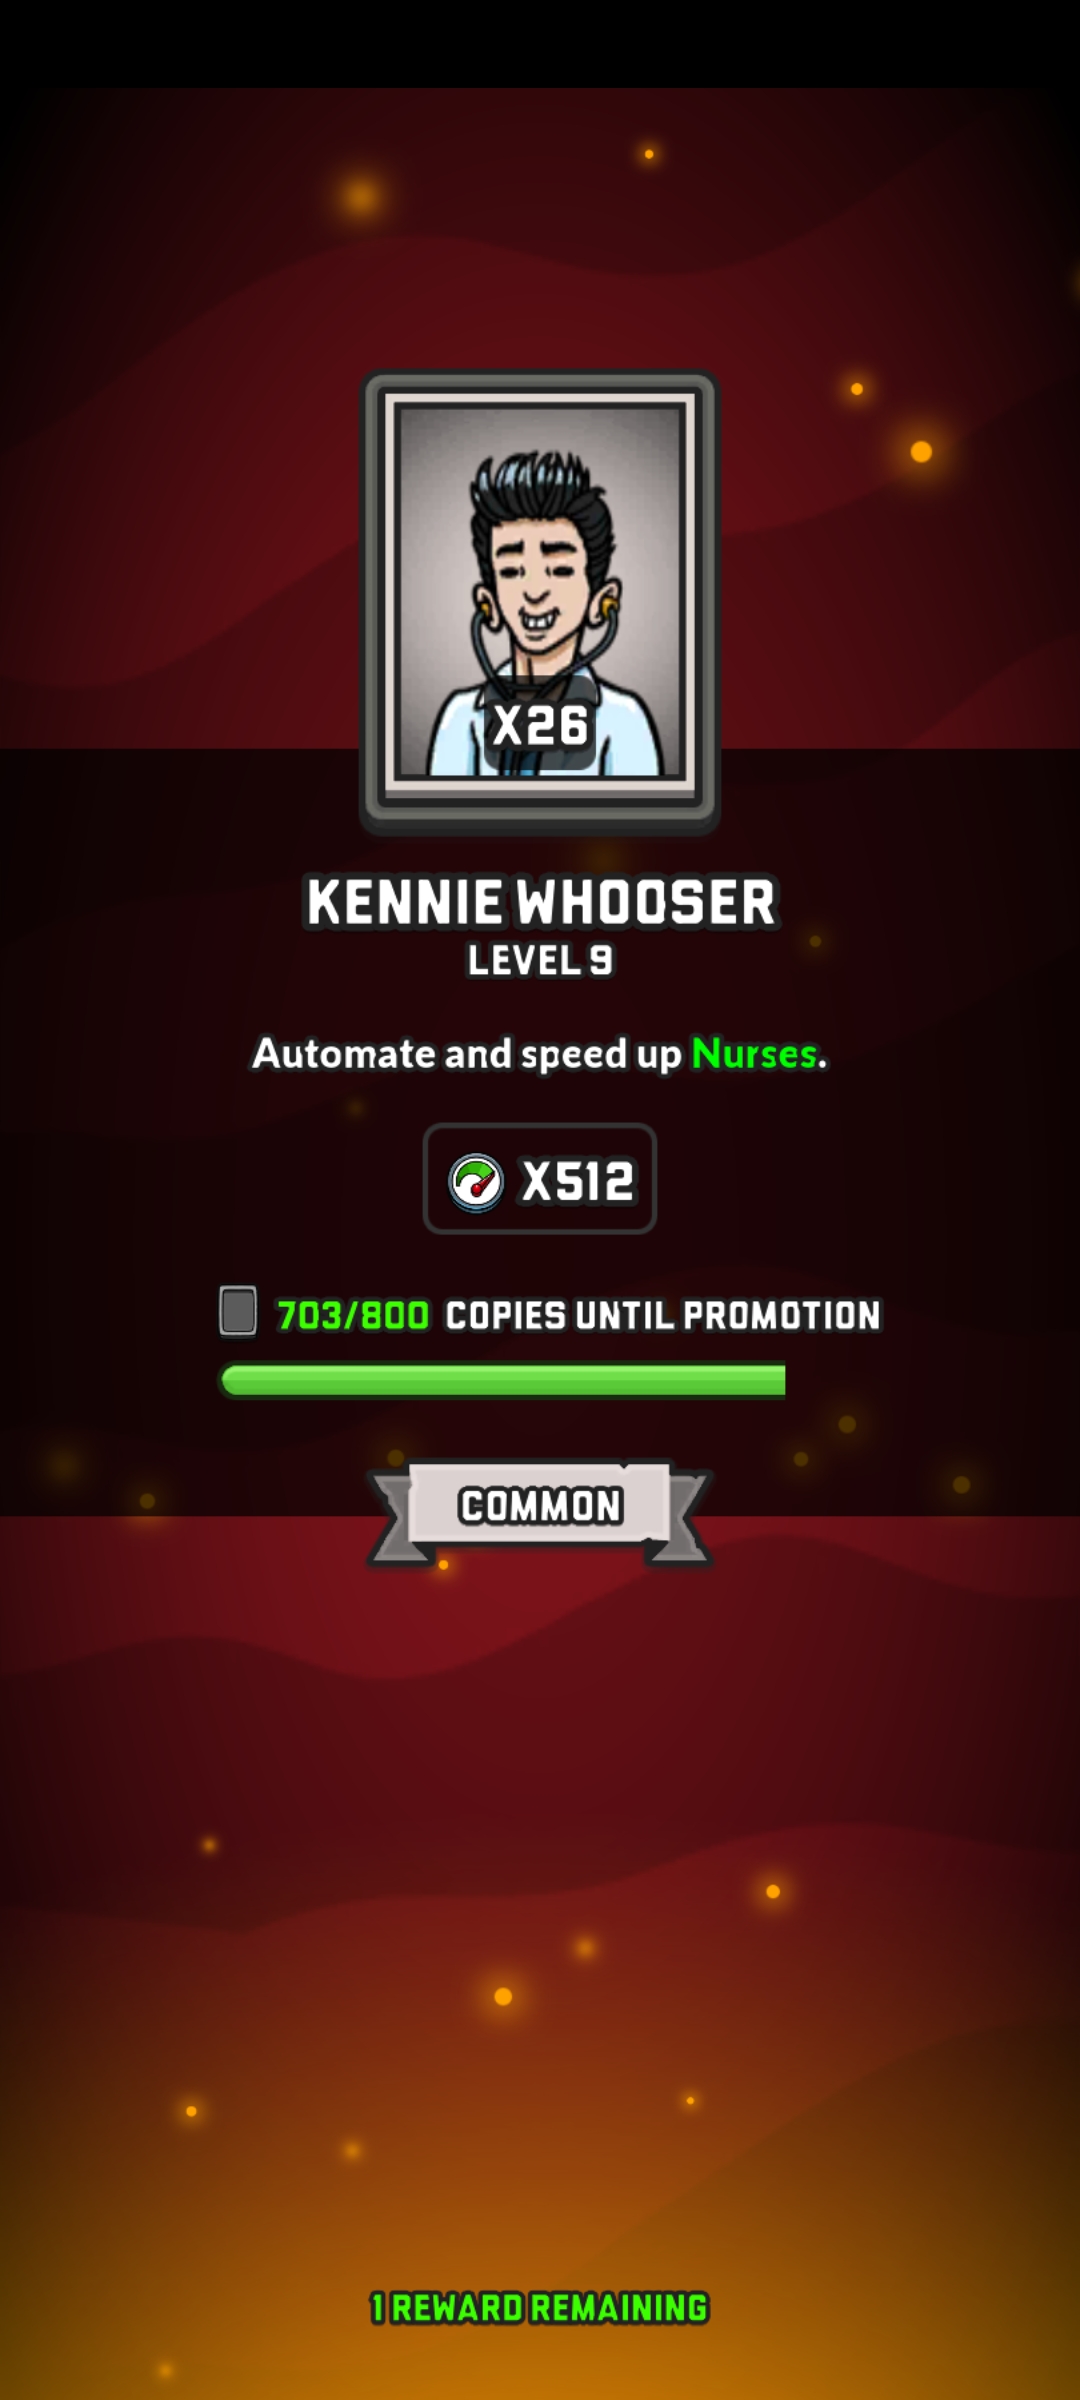 X26
KENNIE WHOOSER
LEVEL 9
Automate and speed up Nurses.
X512
703/800 COPIES UNTIL PROMOTION
COMMON
1 REWARD REMAINING